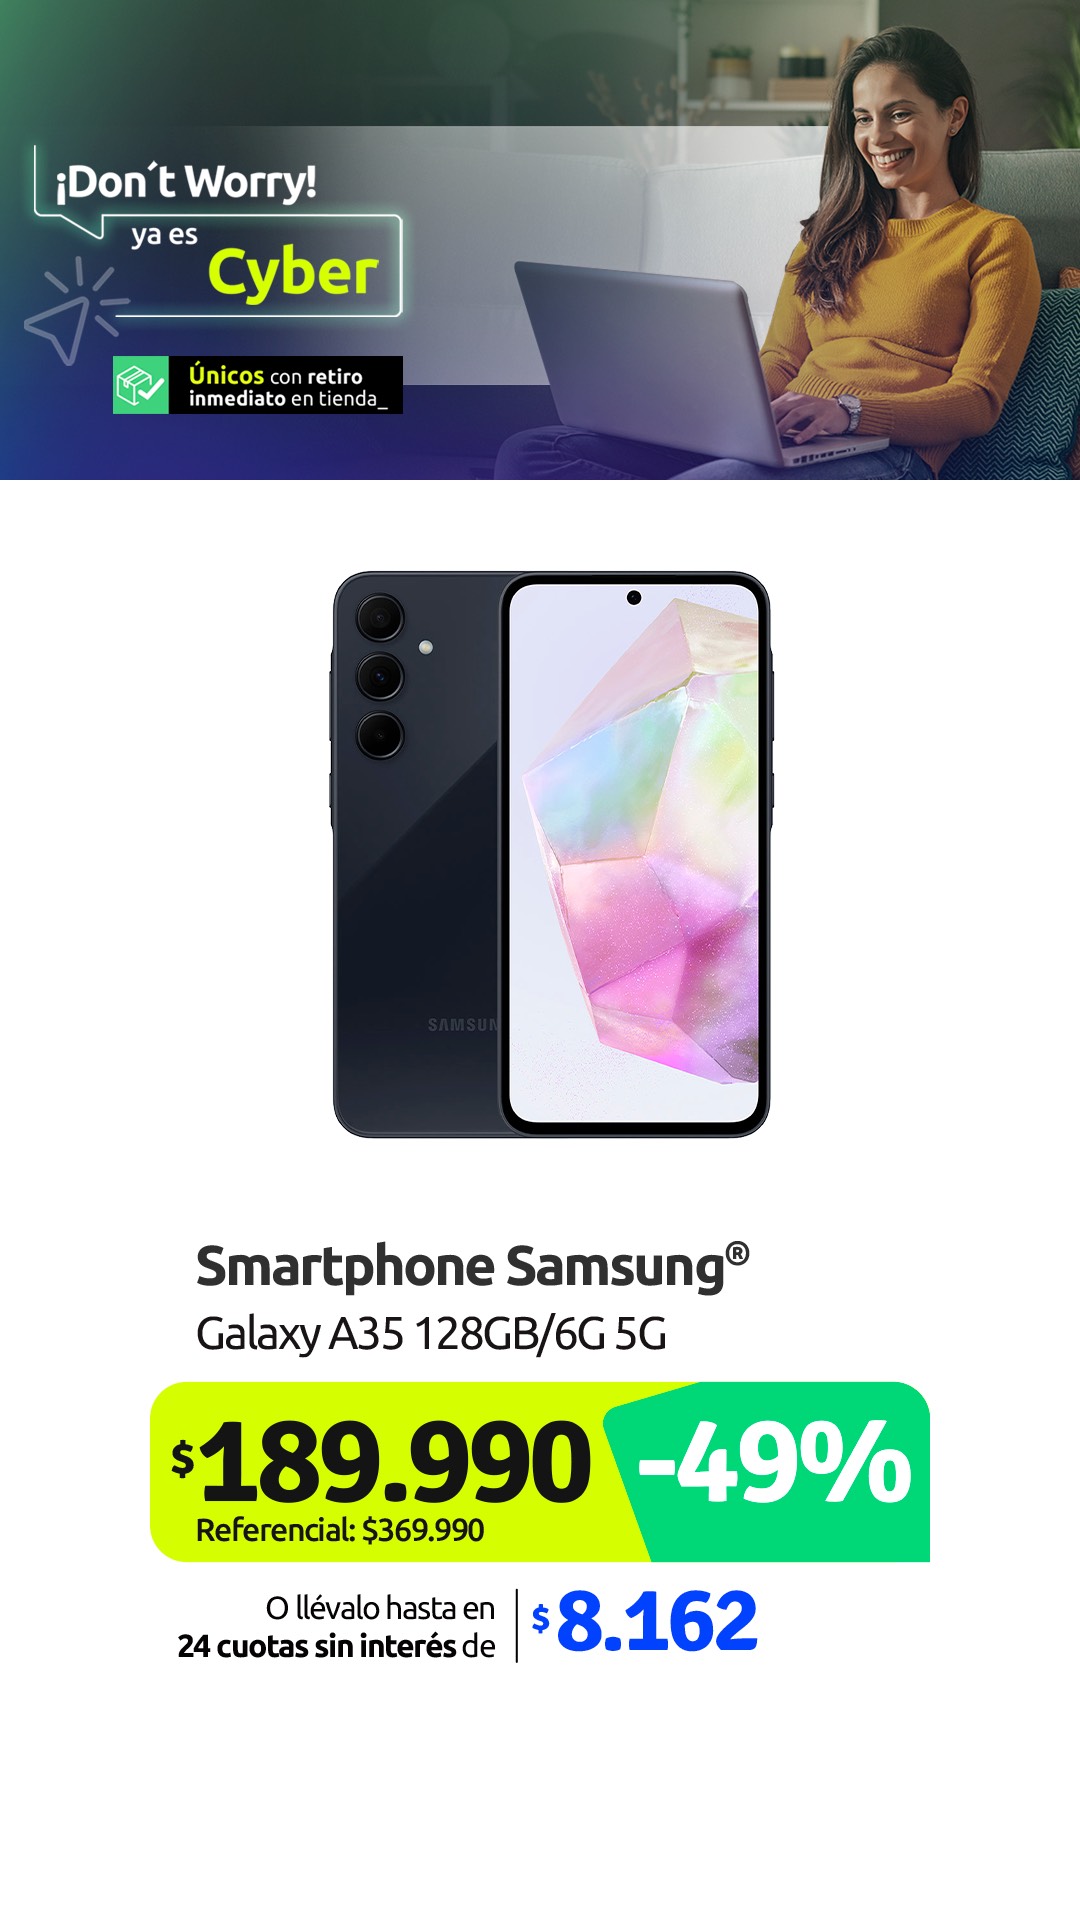 ¡Don´t Worry!
ya es
Cyber
Únicos con retiro
inmediato en tienda_
SAMSUN
Smartphone Samsung®
Galaxy A35 128GB/6G 5G
$189.990
-49%
Referencial: $369.990
O llévalo hasta en
24 cuotas sin interés de
$8.162